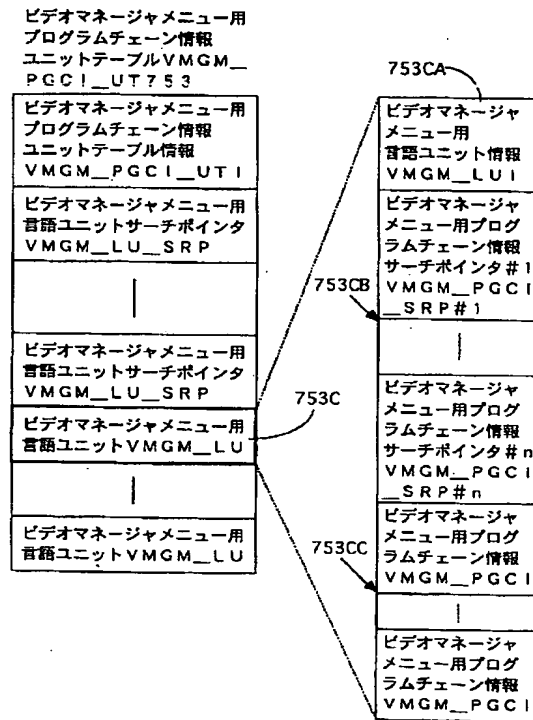 ビデオマネージャメニュー用
プログラムチェーン情報
ユニットテーブルVMGM__
PGCI__UT753
ビデオマネージャメニュー用
プログラムチェーン情報
ユニットテーブル情報
VMGM__PGCI__UTI
ビデオマネージャメニュー用
言語ユニットサーチポインタ
VMGM__LU__SRP
ビデオマネージャメニュー用
言語ユニットサーチポインタ
VMGM__LU__SRP
ビデオマネージャメニュー用
言語ユニットVMGM__LU
ビデオマネージャメニュー用
言語ユニットVMGM__LU
753C
753CA
ビデオマネージャ
メニュー用
言語ユニット情報
VMGM__LUI
ビデオマネージャ
メニュー用プログ
ラムチェーン情報
サーチポインタ#1
VMGM__PGCI
__SRP#1
753CB
ビデオマネージャ
メニュー用プログ
ラムチェーン情報
サーチポインタ#n
VMGM__PGCI
__SRP#n
ビデオマネージャ
メニュー用プログ
ラムチェーン情報
VMGM__PGCI
753CC
ビデオマネージャ
メニュー用プログ
ラムチェーン情報
VMGM__PGCI